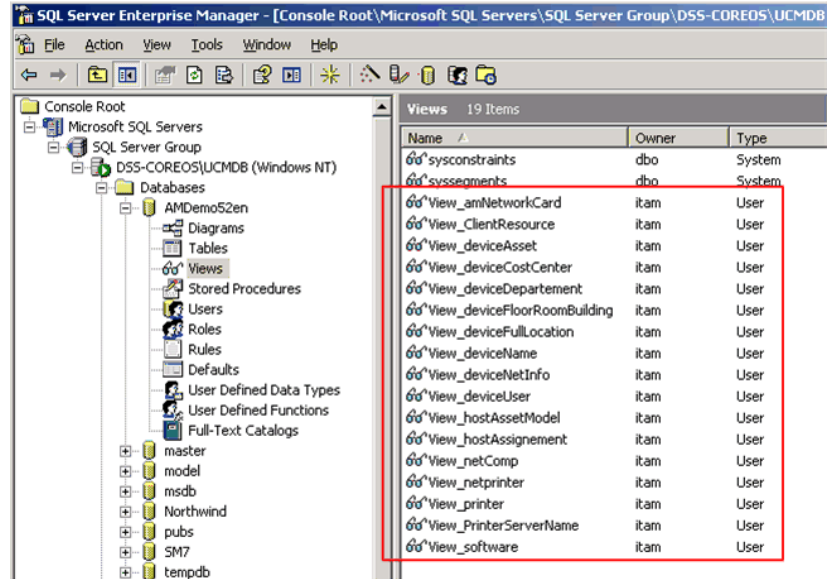 SQL Server Enterprise Manager - [Console Root\Microsoft SQL Servers\SQL Server Group\DSS-COREOS\UCMDB
File Action View Tools Window Help
Console Root
Microsoft SQL Servers
SQL Server Group
DSS-COREOS\UCMDB (Windows NT)
Databases
AMDemo52en
Diagrams
Tables
Views
Stored Procedures
Users
Roles
Rules
Defaults
User Defined Data Types
User Defined Functions
Full-Text Catalogs
master
model
msdb
Northwind
pubs
SM7
tempdb
Views 19 Items
Name Owner Type
sysconstraints dbo System
syssegments dbo System
View_amNetworkCard itam User
View_ClientResource itam User
View_deviceAsset itam User
View_deviceCostCenter itam User
View_deviceDepartement itam User
View_deviceFloorRoomBuilding itam User
View_deviceFullLocation itam User
View_deviceName itam User
View_deviceNetInfo itam User
View_deviceUser itam User
View_hostAssetModel itam User
View_hostAssignement itam User
View_netComp itam User
View_netprinter itam User
View_printer itam User
View_PrinterServerName itam User
View_software itam User